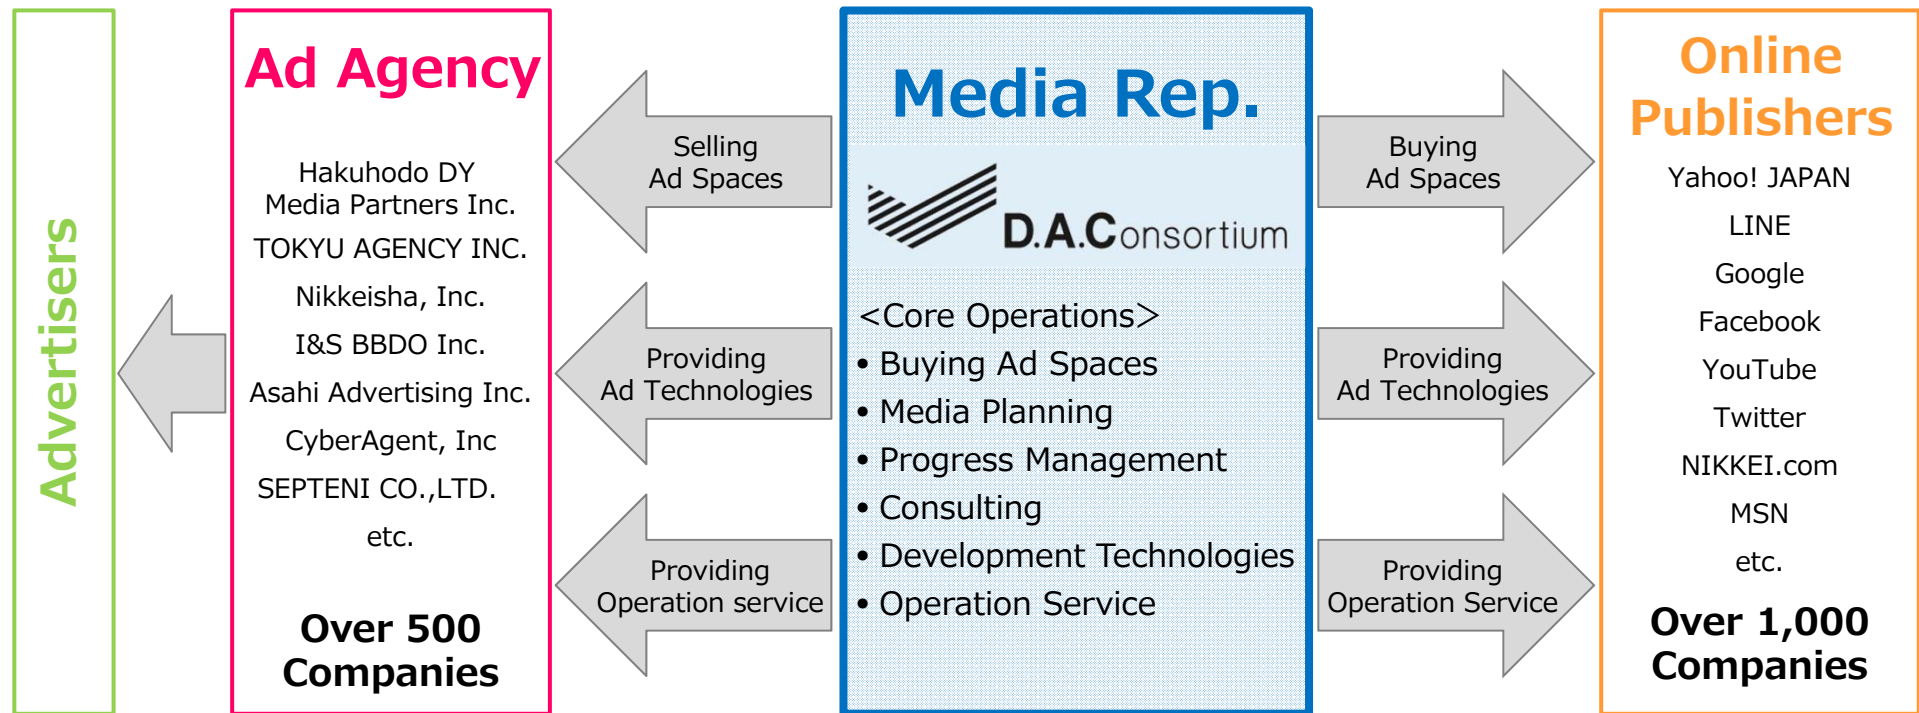 Advertisers
Ad Agency
Hakuhodo DY
Media Partners Inc.
TOKYU AGENCY INC.
Nikkeisha, Inc.
I&S BBDO Inc.
Asahi Advertising Inc.
CyberAgent, Inc
SEPTENI CO.,LTD.
etc.
Over 500
Companies
Selling
Ad Spaces
Providing
Ad Technologies
Providing
Operation service
Media Rep.
D.A.Consortium
<Core Operations＞
• Buying Ad Spaces
• Media Planning
• Progress Management
• Consulting
• Development Technologies
• Operation Service
Buying
Ad Spaces
Providing
Ad Technologies
Providing
Operation Service
Online
Publishers
Yahoo! JAPAN
LINE
Google
Facebook
YouTube
Twitter
NIKKEI.com
MSN
etc.
Over 1,000
Companies